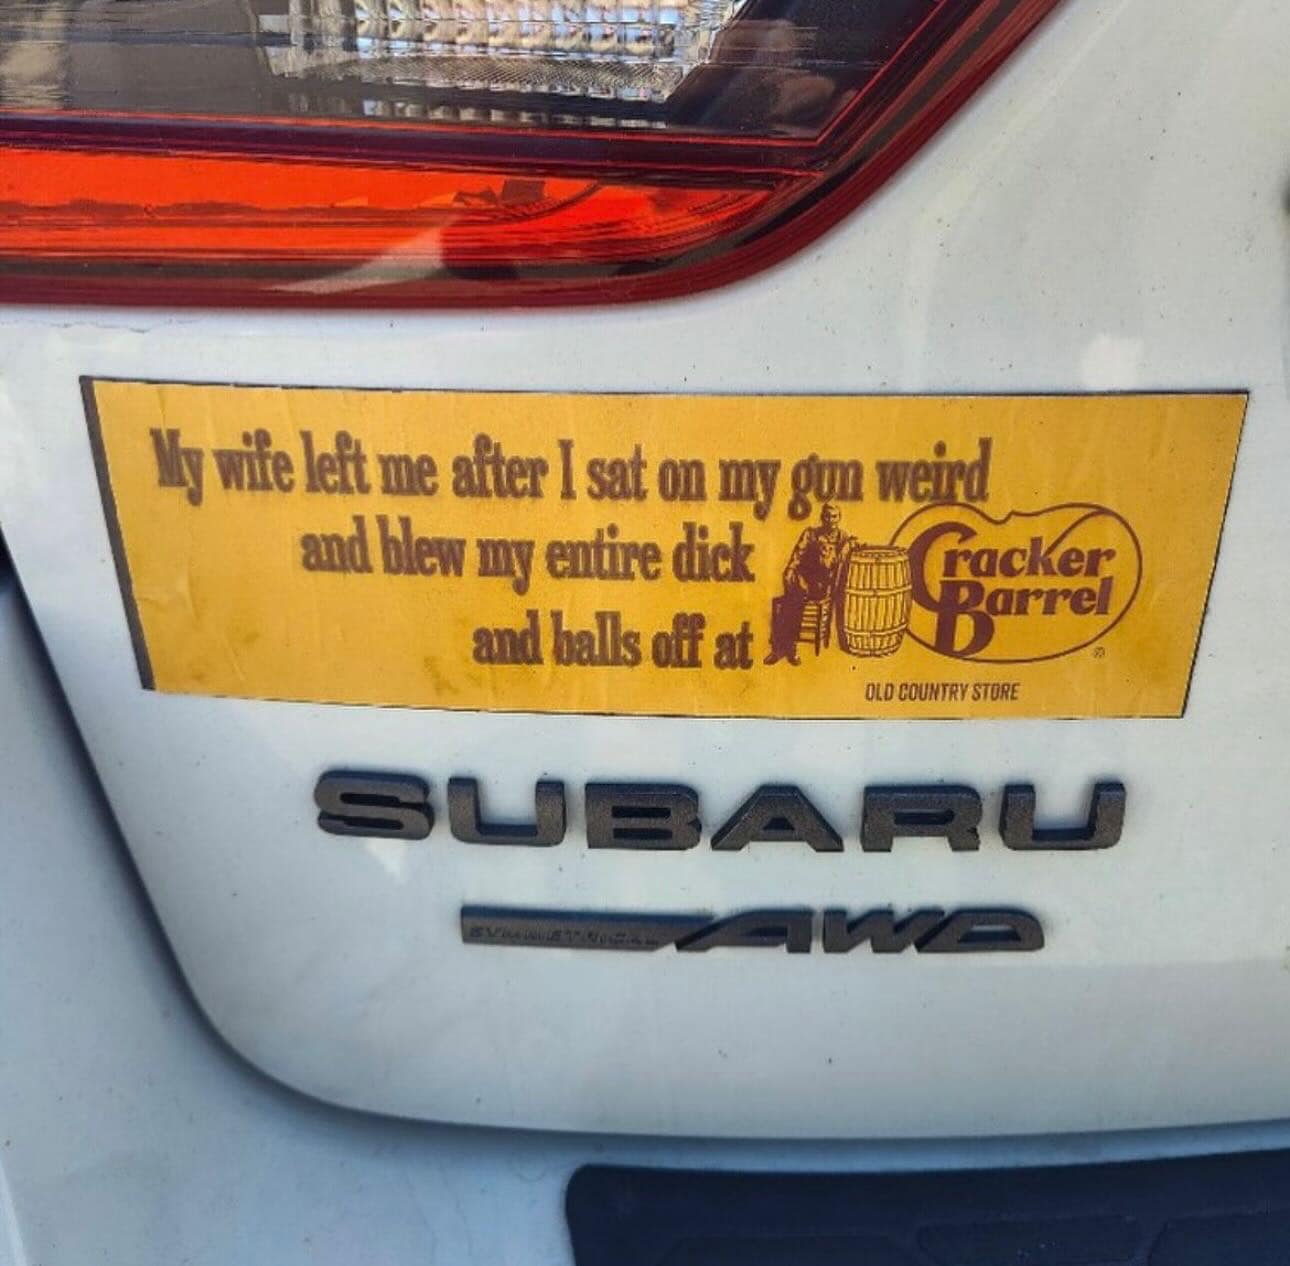 My wife left me after I sat on my gun weird
and blew my entire dick
and balls off at
Cracker
Barrel
®
OLD COUNTRY STORE
SUBARU
SYMMETRICAL AWD